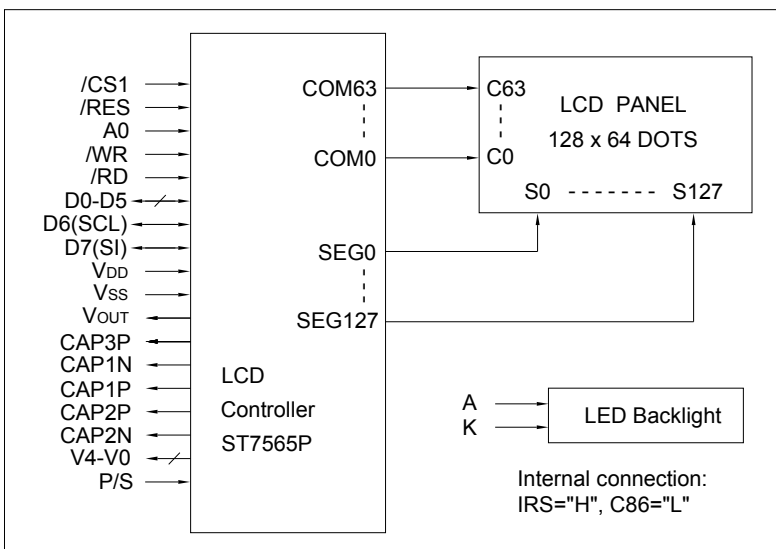 /CS1
/RES
A0
/WR
/RD
D0-D5
D6(SCL)
D7(SI)
VDD
VSS
VOUT
CAP3P
CAP1N
CAP1P
CAP2P
CAP2N
V4-V0
P/S
COM63
COM0
SEG0
SEG127
LCD
Controller
ST7565P
C63
C0
LCD PANEL
128 x 64 DOTS
S0 ------- S127
A
K
LED Backlight
Internal connection:
IRS="H", C86="L"